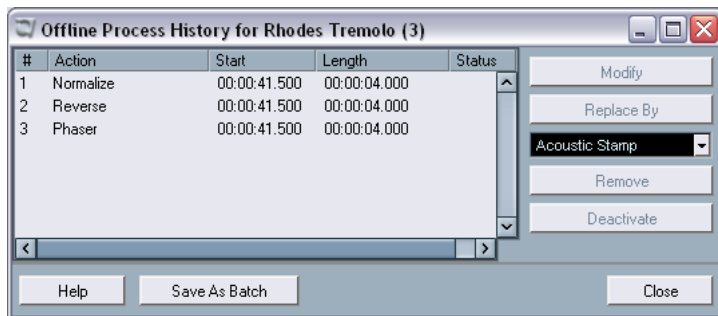 Offline Process History for Rhodes Tremolo (3)
# Action Start Length Status
1 Normalize 00:00:41.500 00:00:04.000
2 Reverse 00:00:41.500 00:00:04.000
3 Phaser 00:00:41.500 00:00:04.000
Modify
Replace By
Acoustic Stamp
Remove
Deactivate
Help Save As Batch Close